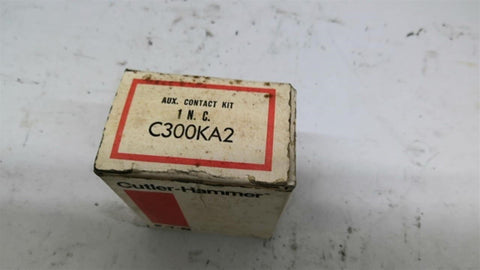 AUX. CONTACT KIT
1 N. C.
C300KA2
Cutler-Hammer